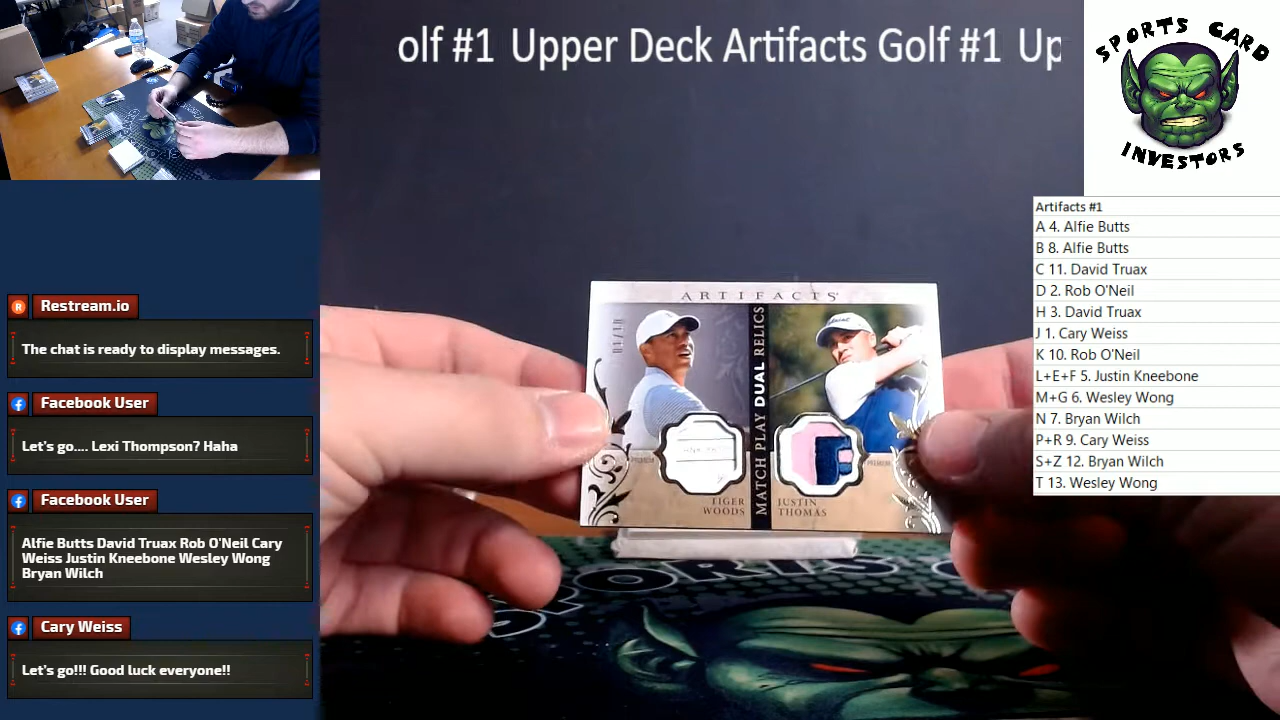 olf #1 Upper Deck Artifacts Golf #1 Up
SPORTS CARD
INVESTORS
Artifacts #1
A 4. Alfie Butts
B 8. Alfie Butts
C 11. David Truax
D 2. Rob O'Neil
H 3. David Truax
J 1. Cary Weiss
K 10. Rob O'Neil
L+E+F 5. Justin Kneebone
M+G 6. Wesley Wong
N 7. Bryan Wilch
P+R 9. Cary Weiss
S+Z 12. Bryan Wilch
T 13. Wesley Wong
Restream.io
The chat is ready to display messages.
Facebook User
Let's go.... Lexi Thompson? Haha
Facebook User
Alfie Butts David Truax Rob O'Neil Cary
Weiss Justin Kneebone Wesley Wong
Bryan Wilch
Cary Weiss
Let's go!!! Good luck everyone!!
ARTIFACTS
MATCH PLAY DUAL RELICS
TIGER
WOODS
JUSTIN
THOMAS